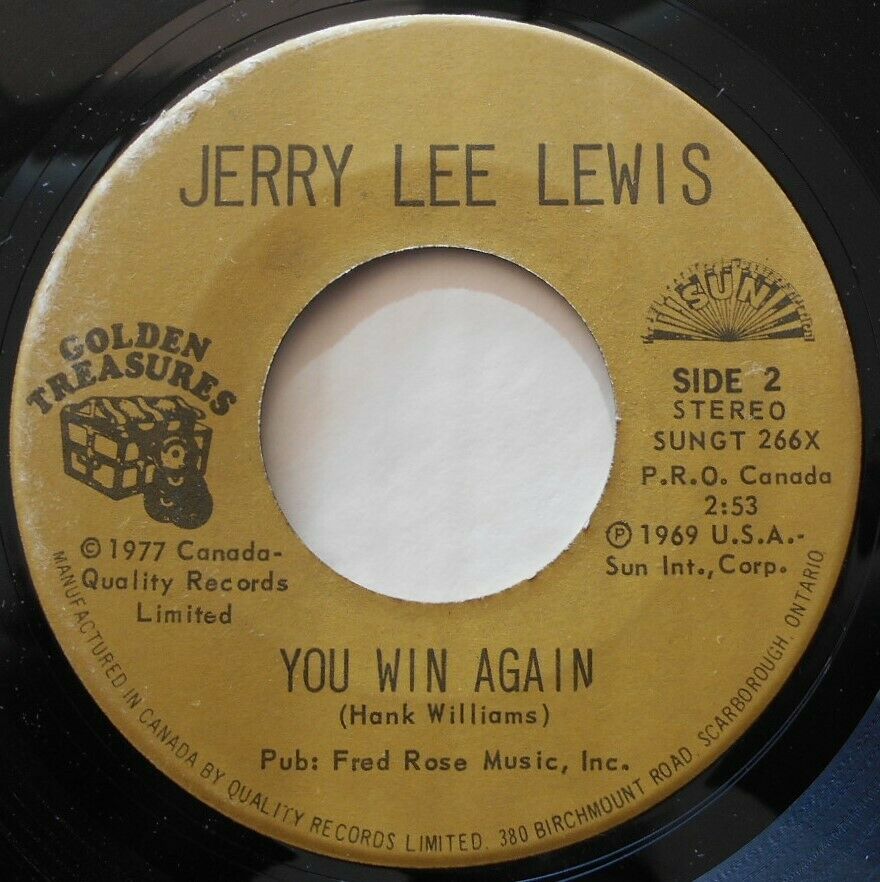 JERRY LEE LEWIS
GOLDEN
TREASURES
SUN
SIDE 2
STEREO
SUNGT 266X
P.R.O. Canada
2:53
Ⓟ 1969 U.S.A.-
Sun Int., Corp.
© 1977 Canada-
Quality Records
Limited
YOU WIN AGAIN
(Hank Williams)
Pub: Fred Rose Music, Inc.
MANUFACTURED IN CANADA BY QUALITY RECORDS LIMITED. 380 BIRCHMOUNT ROAD. SCARBOROUGH. ONTARIO